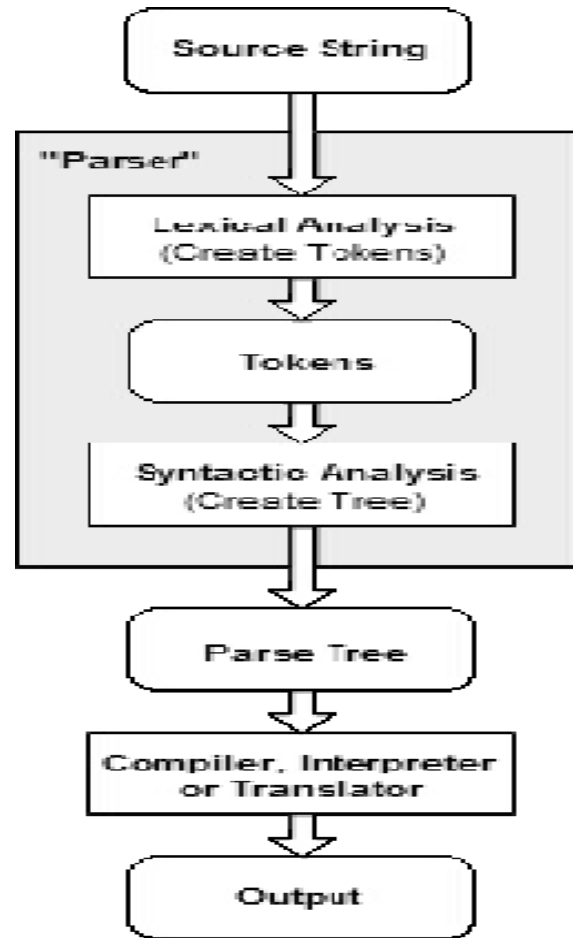 Source String
"Parser"
Lexical Analysis
(Create Tokens)
Tokens
Syntactic Analysis
(Create Tree)
Parse Tree
Compiler, Interpreter
or Translator
Output